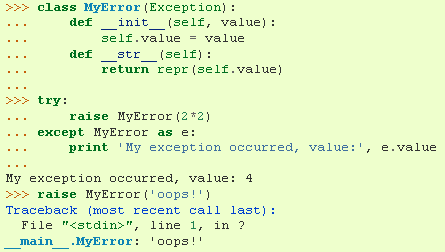 >>> class MyError(Exception):
...     def __init__(self, value):
...         self.value = value
...     def __str__(self):
...         return repr(self.value)
...
>>> try:
...     raise MyError(2*2)
... except MyError as e:
...     print 'My exception occurred, value:', e.value
...
My exception occurred, value: 4
>>> raise MyError('oops!')
Traceback (most recent call last):
  File "<stdin>", line 1, in ?
__main__.MyError: 'oops!'